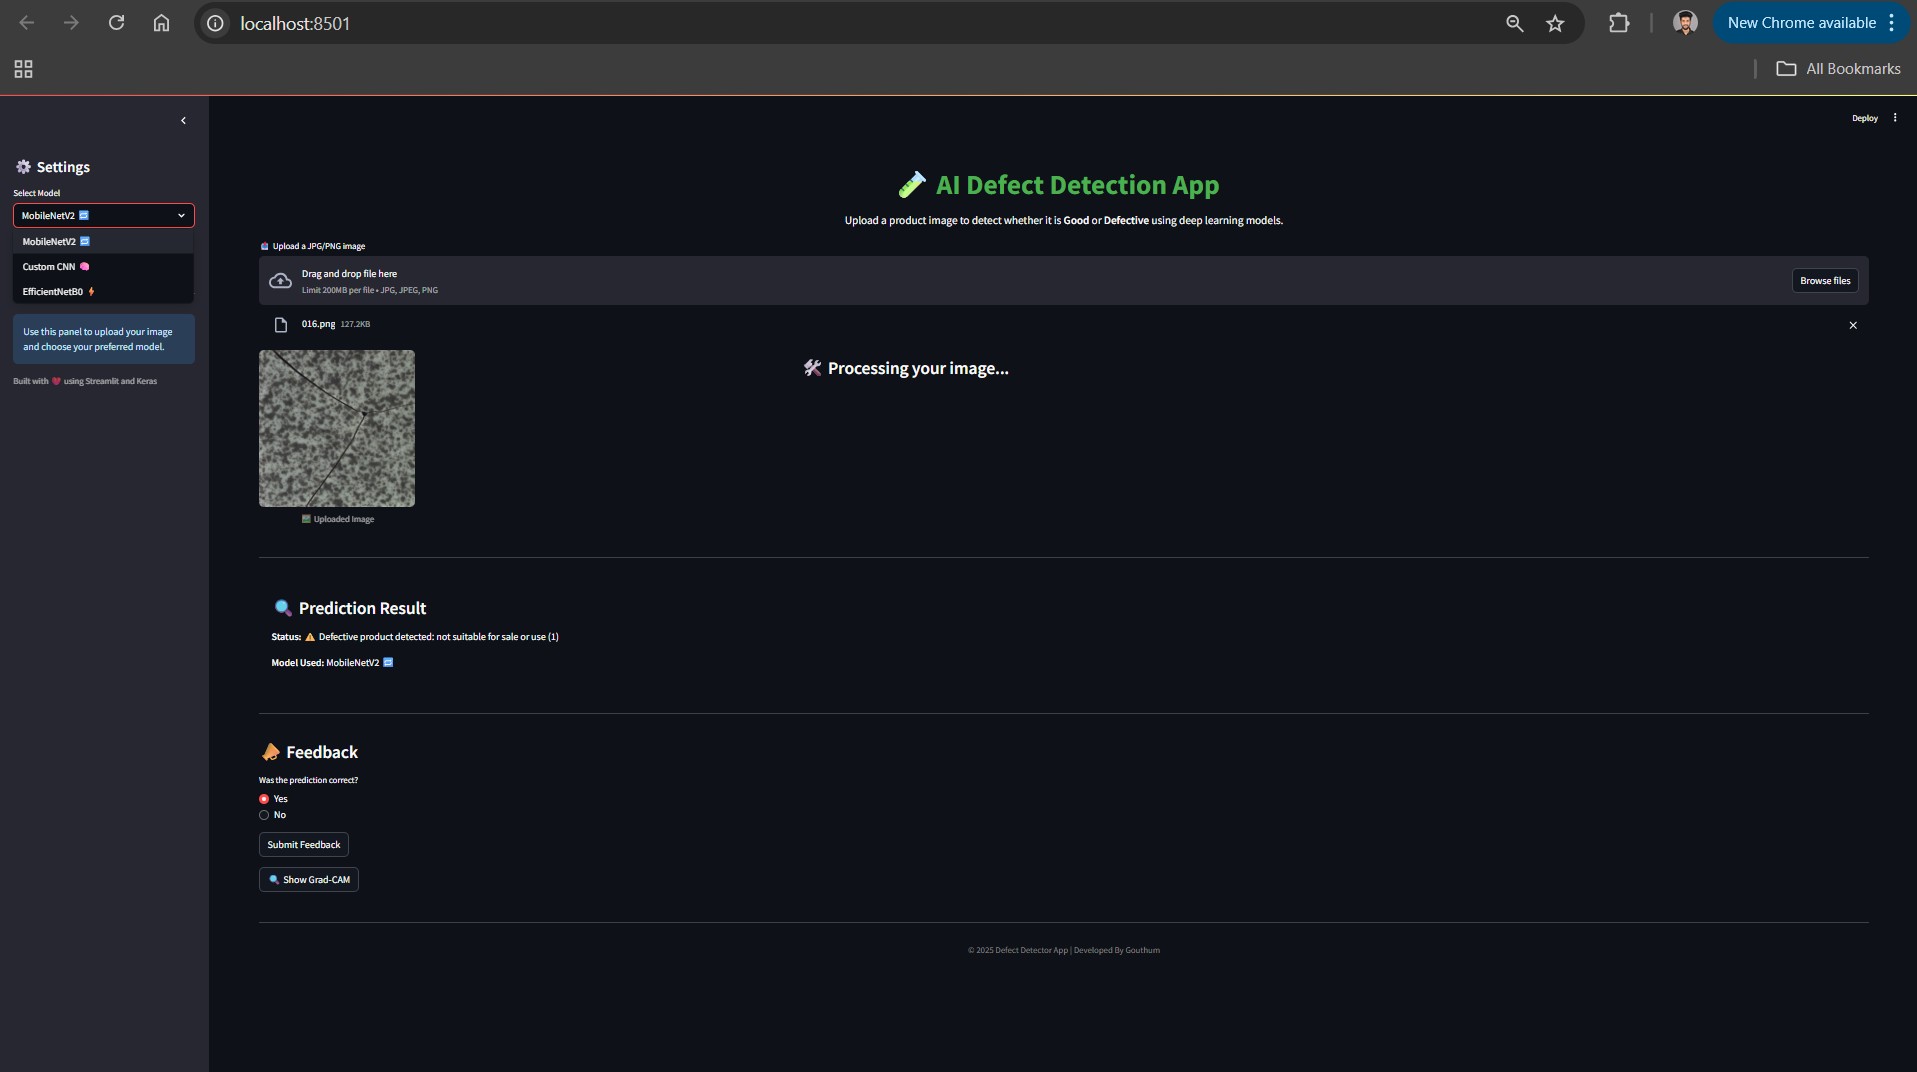 localhost:8501
New Chrome available
All Bookmarks
Deploy
Settings
Select Model
MobileNetV2
MobileNetV2
Custom CNN
EfficientNetB0
Use this panel to upload your image
and choose your preferred model.
Built with ❤️ using Streamlit and Keras
AI Defect Detection App
Upload a product image to detect whether it is Good or Defective using deep learning models.
Upload a JPG/PNG image
Drag and drop file here
Limit 200MB per file • JPG, JPEG, PNG
Browse files
016.png 127.2KB
Processing your image...
Uploaded Image
Prediction Result
Status: ⚠️ Defective product detected: not suitable for sale or use (1)
Model Used: MobileNetV2
Feedback
Was the prediction correct?
Yes
No
Submit Feedback
Show Grad-CAM
© 2025 Defect Detector App | Developed By Gouthum